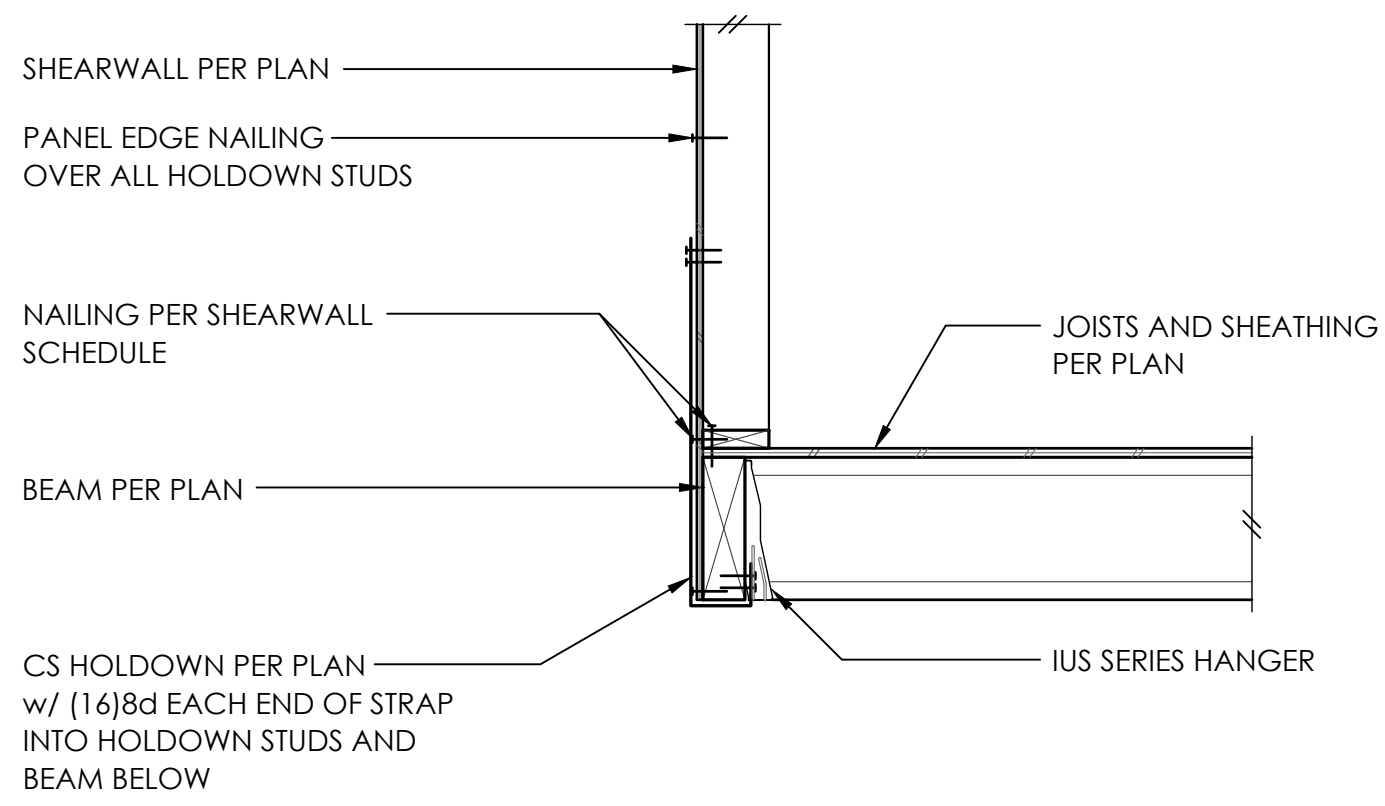 SHEARWALL PER PLAN
PANEL EDGE NAILING
OVER ALL HOLDOWN STUDS
NAILING PER SHEARWALL
SCHEDULE
JOISTS AND SHEATHING
PER PLAN
BEAM PER PLAN
CS HOLDOWN PER PLAN
w/ (16)8d EACH END OF STRAP
INTO HOLDOWN STUDS AND
BEAM BELOW
IUS SERIES HANGER